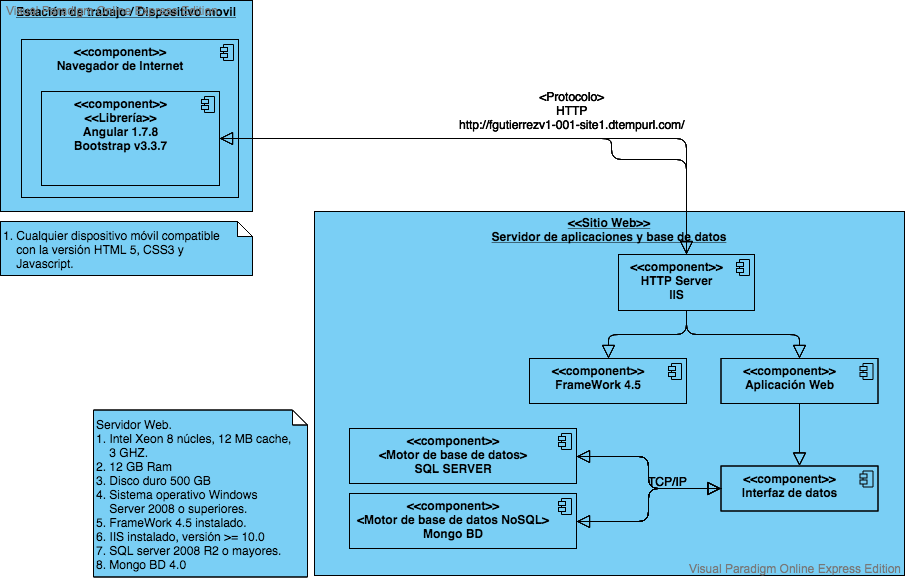 Visual Paradigm Online Express Edition
Estación de trabajo / Dispositivo movil
<<component>>
Navegador de Internet
<<component>>
<<Librería>>
Angular 1.7.8
Bootstrap v3.3.7
<Protocolo>
HTTP
http://fgutierrezv1-001-site1.dtempurl.com/
1. Cualquier dispositivo móvil compatible
con la versión HTML 5, CSS3 y
Javascript.
<<Sitio Web>>
Servidor de aplicaciones y base de datos
<<component>>
HTTP Server
IIS
<<component>>
FrameWork 4.5
<<component>>
Aplicación Web
<<component>>
<Motor de base de datos>
SQL SERVER
TCP/IP
<<component>>
Interfaz de datos
<<component>>
<Motor de base de datos NoSQL>
Mongo BD
Servidor Web.
1. Intel Xeon 8 núcles, 12 MB cache,
3 GHZ.
2. 12 GB Ram
3. Disco duro 500 GB
4. Sistema operativo Windows
Server 2008 o superiores.
5. FrameWork 4.5 instalado.
6. IIS instalado, versión >= 10.0
7. SQL server 2008 R2 o mayores.
8. Mongo BD 4.0
Visual Paradigm Online Express Edition